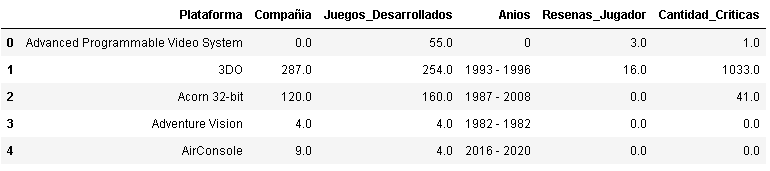 Plataforma Compañia Juegos_Desarrollados Anios Resenas_Jugador Cantidad_Criticas
0 Advanced Programmable Video System 0.0 55.0 0 3.0 1.0
1 3DO 287.0 254.0 1993 - 1996 16.0 1033.0
2 Acorn 32-bit 120.0 160.0 1987 - 2008 0.0 41.0
3 Adventure Vision 4.0 4.0 1982 - 1982 0.0 0.0
4 AirConsole 9.0 4.0 2016 - 2020 0.0 0.0